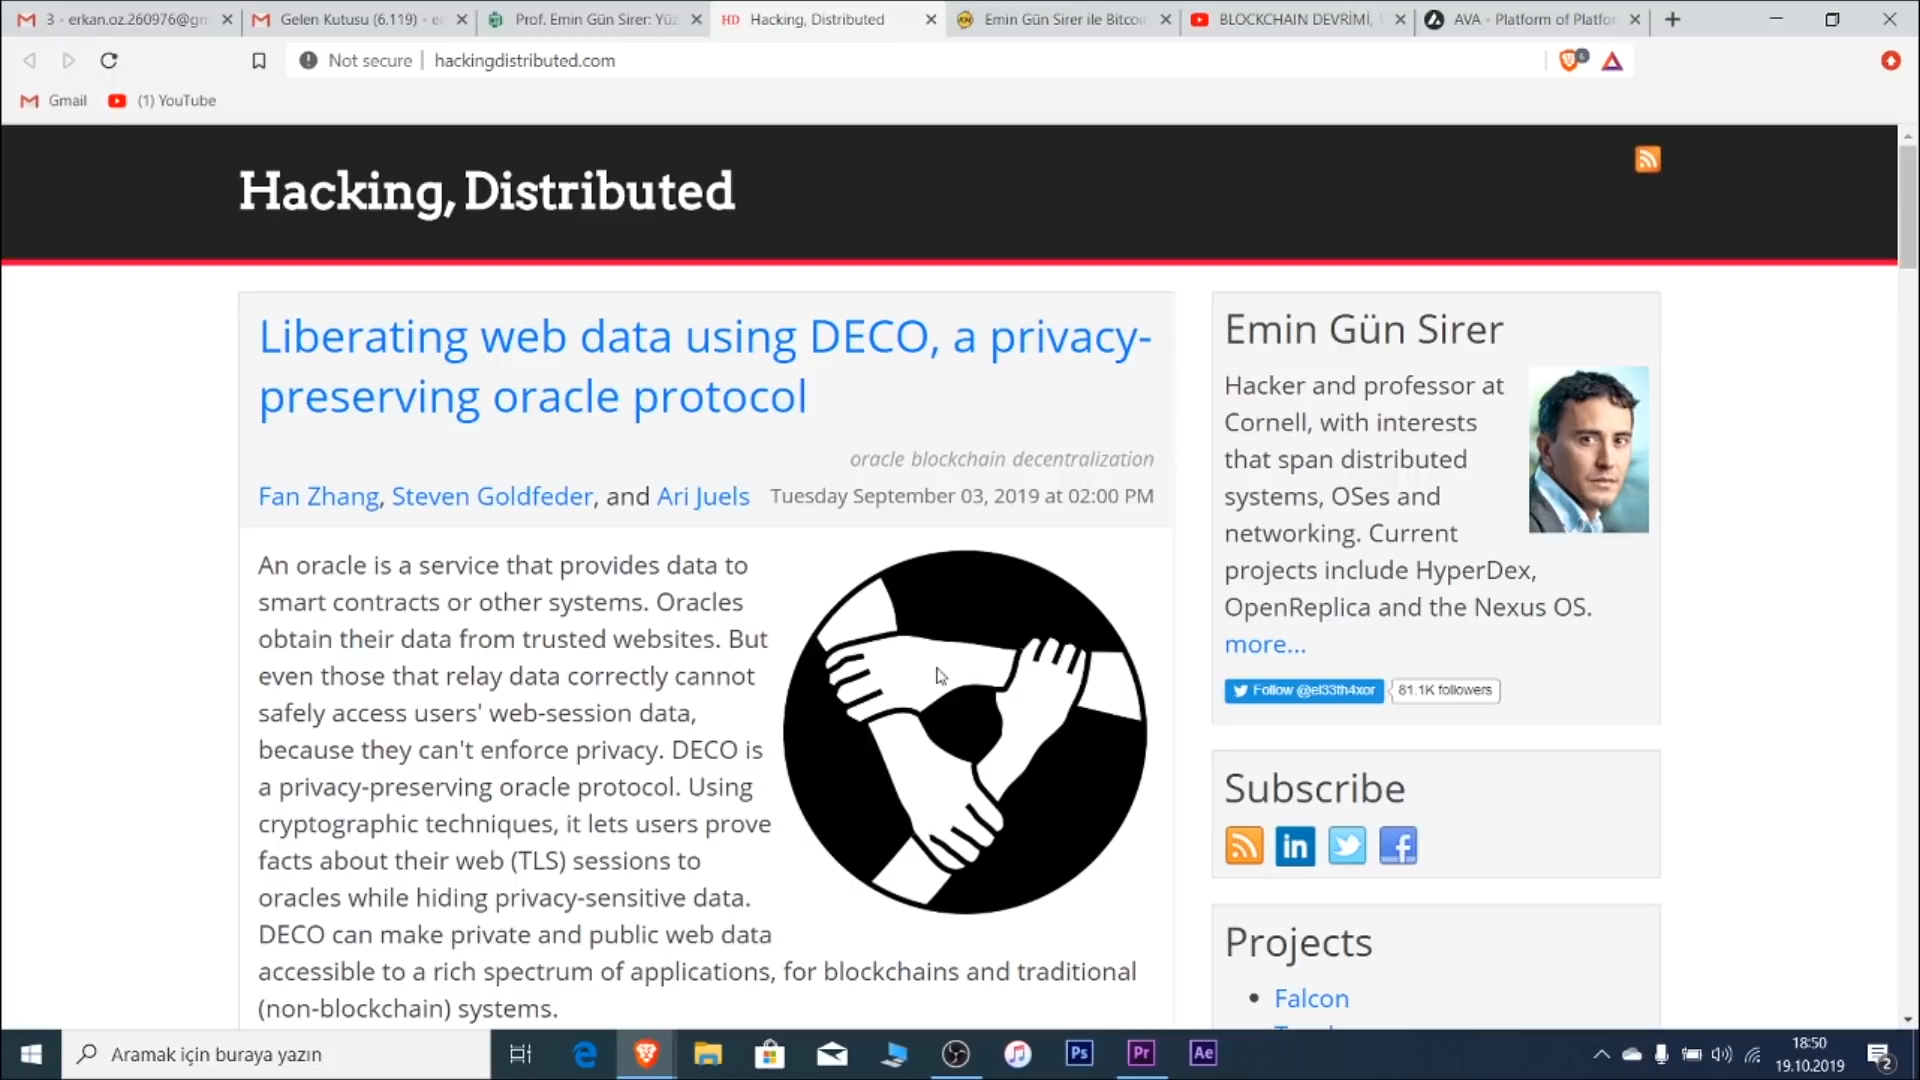 3 - erkan.oz.260976@gm
Gelen Kutusu (6.119) - er
Prof. Emin Gün Sirer: Yüz
HD Hacking, Distributed
Emin Gün Sirer ile Bitcoin
BLOCKCHAIN DEVRİMİ,
AVA - Platform of Platfor
Not secure | hackingdistributed.com
6
Gmail
(1) YouTube
Hacking, Distributed
Liberating web data using DECO, a privacy-
preserving oracle protocol
oracle blockchain decentralization
Fan Zhang, Steven Goldfeder, and Ari Juels Tuesday September 03, 2019 at 02:00 PM
An oracle is a service that provides data to
smart contracts or other systems. Oracles
obtain their data from trusted websites. But
even those that relay data correctly cannot
safely access users' web-session data,
because they can't enforce privacy. DECO is
a privacy-preserving oracle protocol. Using
cryptographic techniques, it lets users prove
facts about their web (TLS) sessions to
oracles while hiding privacy-sensitive data.
DECO can make private and public web data
accessible to a rich spectrum of applications, for blockchains and traditional
(non-blockchain) systems.
Emin Gün Sirer
Hacker and professor at
Cornell, with interests
that span distributed
systems, OSes and
networking. Current
projects include HyperDex,
OpenReplica and the Nexus OS.
more...
Follow @el33th4xor
81.1K followers
Subscribe
in
Projects
Falcon
Aramak için buraya yazın
Ps
Pr
Ae
18:50
19.10.2019
2